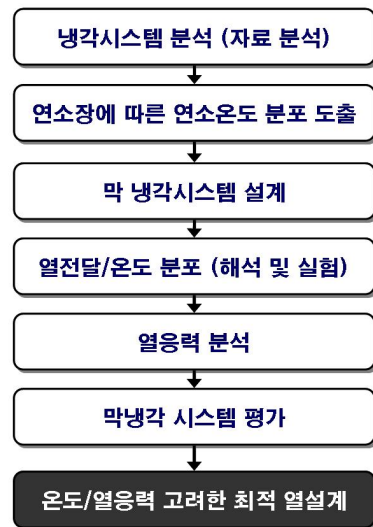 냉각시스템 분석 (자료 분석)
연소장에 따른 연소온도 분포 도출
막 냉각시스템 설계
열전달/온도 분포 (해석 및 실험)
열응력 분석
막냉각 시스템 평가
온도/열응력 고려한 최적 열설계